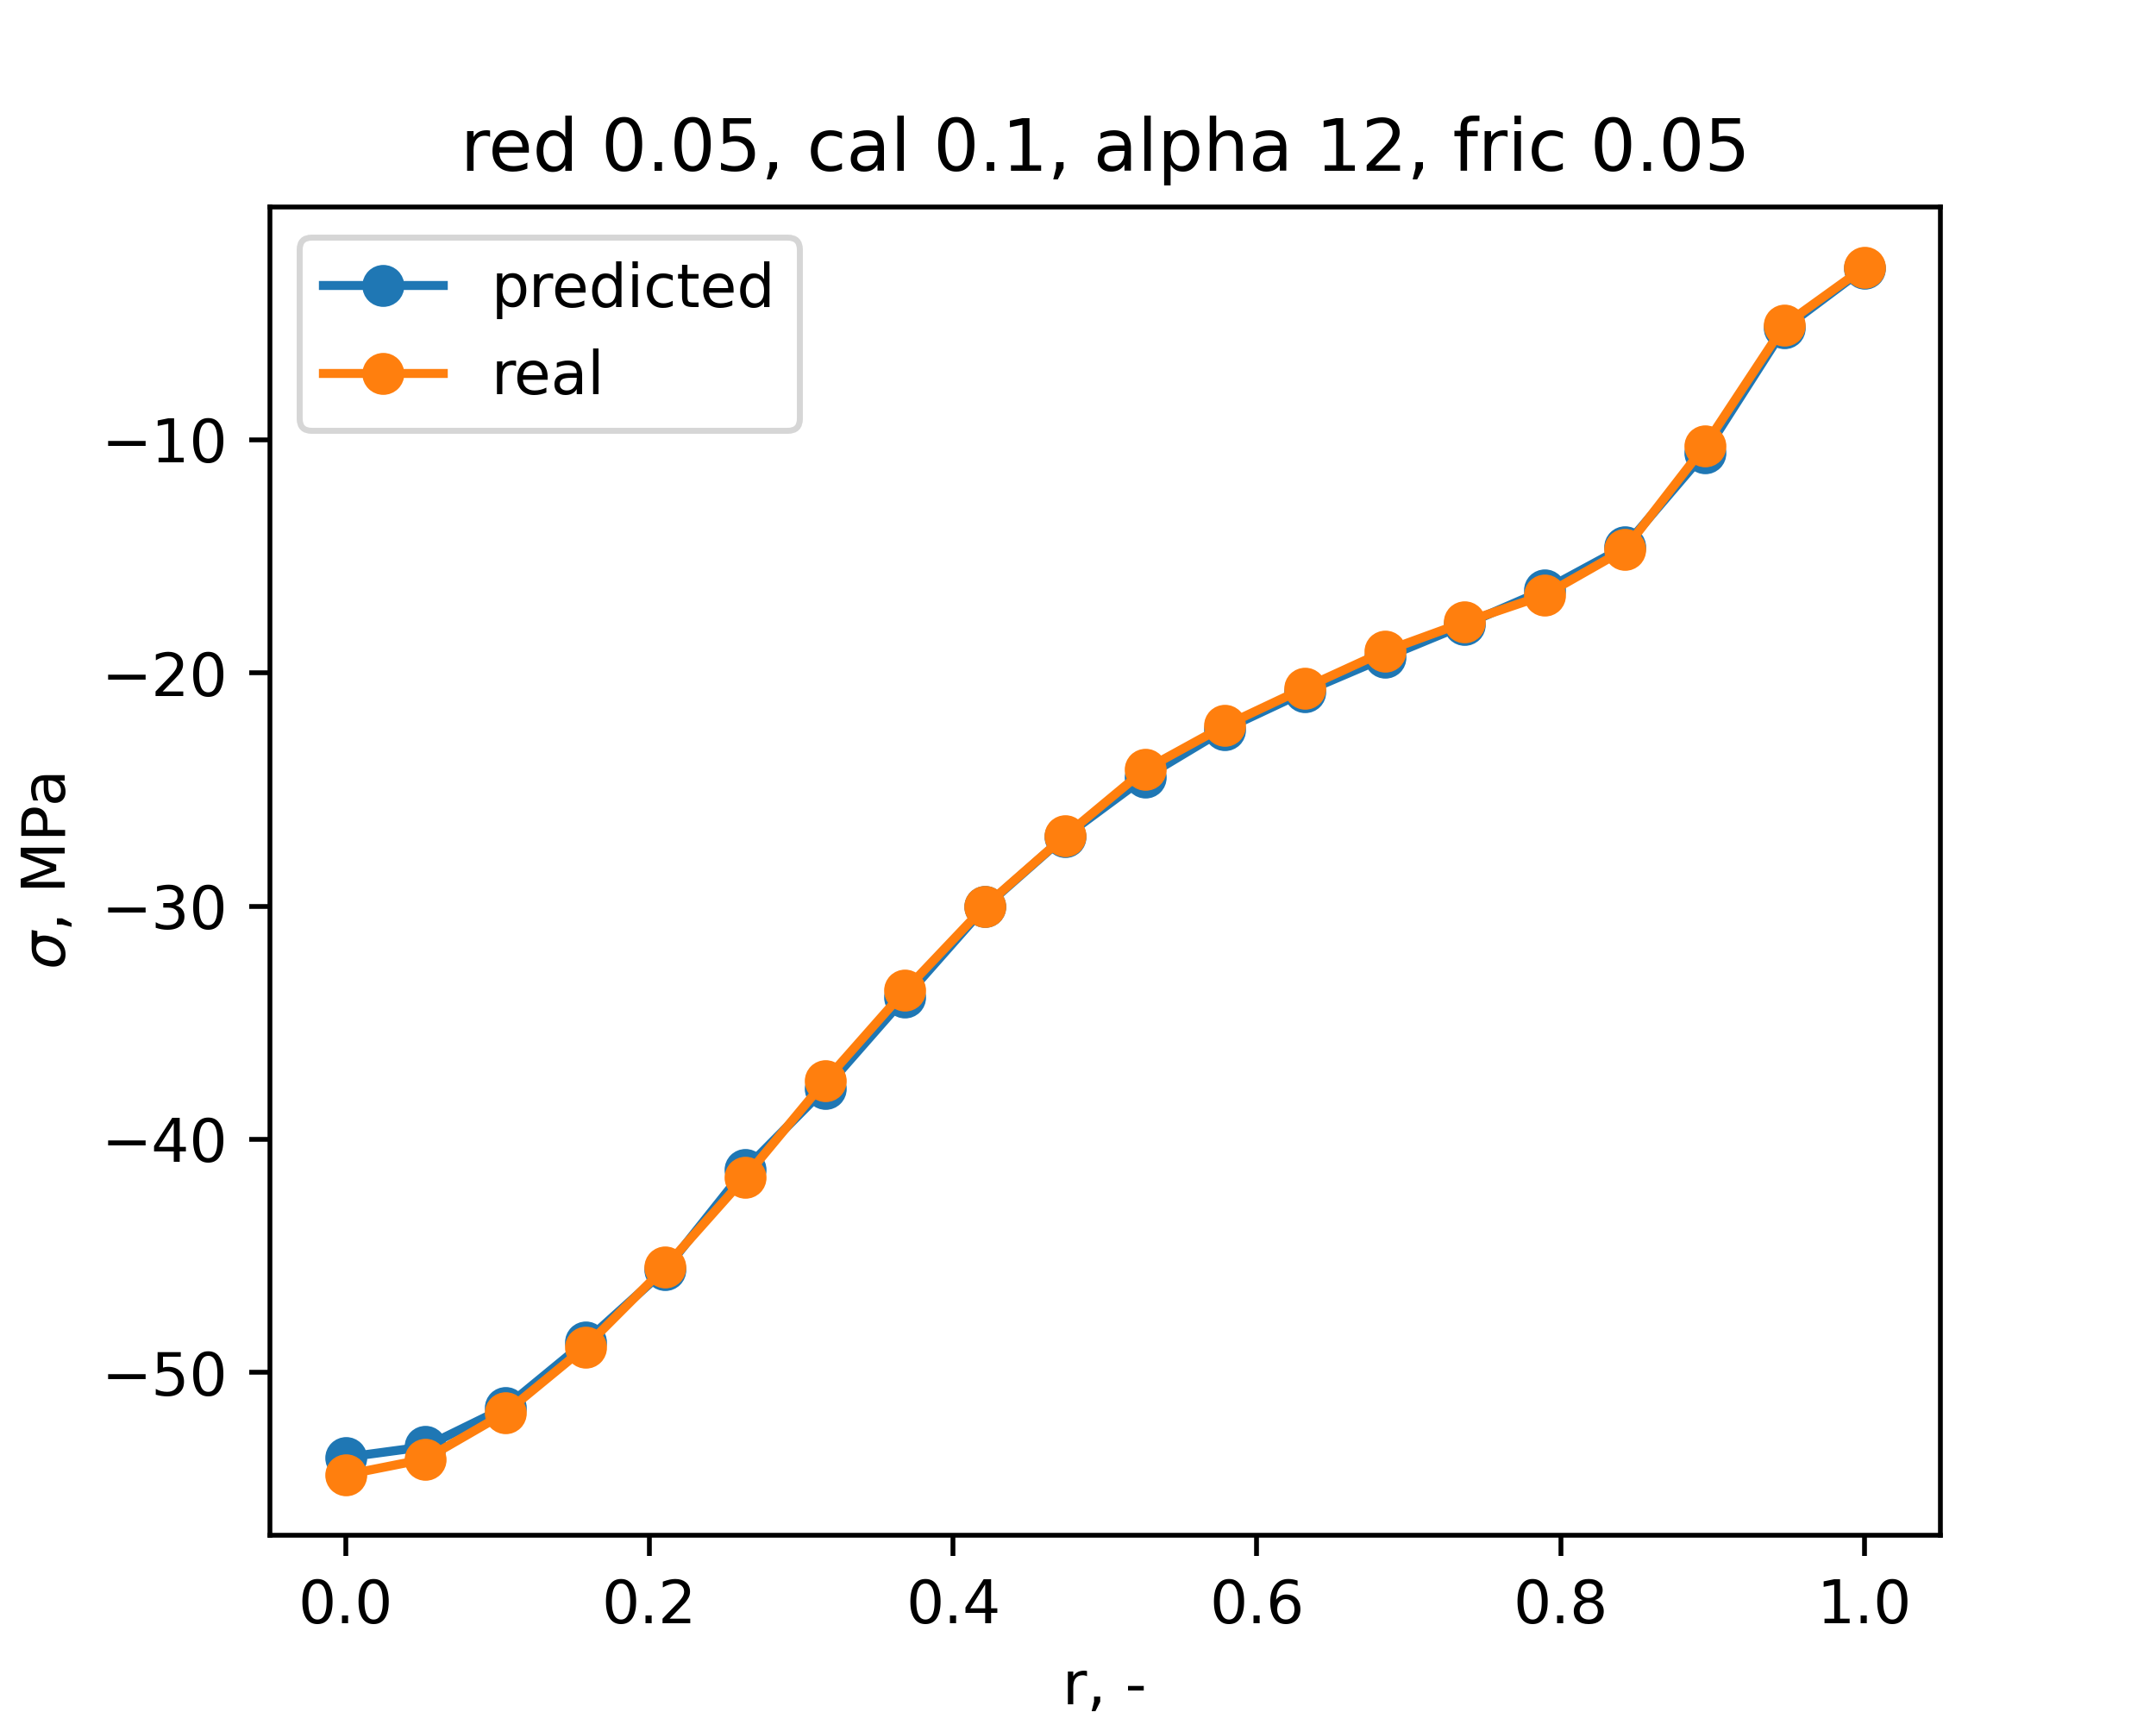 red 0.05, cal 0.1, alpha 12, fric 0.05
predicted
real
−10
−20
−30
−40
−50
σ, MPa
0.0 0.2 0.4 0.6 0.8 1.0
r, -